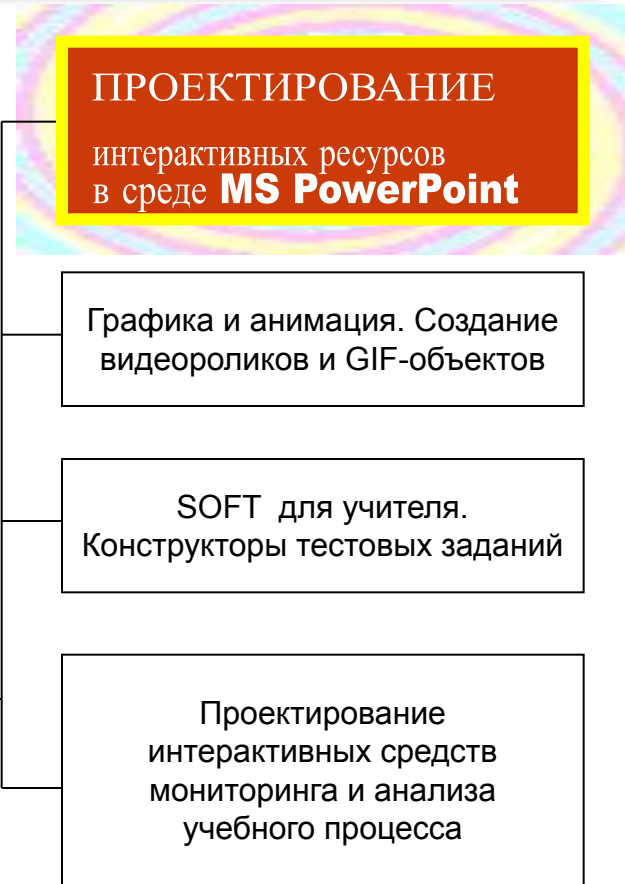 ПРОЕКТИРОВАНИЕ
интерактивных ресурсов
в среде MS PowerPoint
Графика и анимация. Создание
видеороликов и GIF-объектов
SOFT для учителя.
Конструкторы тестовых заданий
Проектирование
интерактивных средств
мониторинга и анализа
учебного процесса